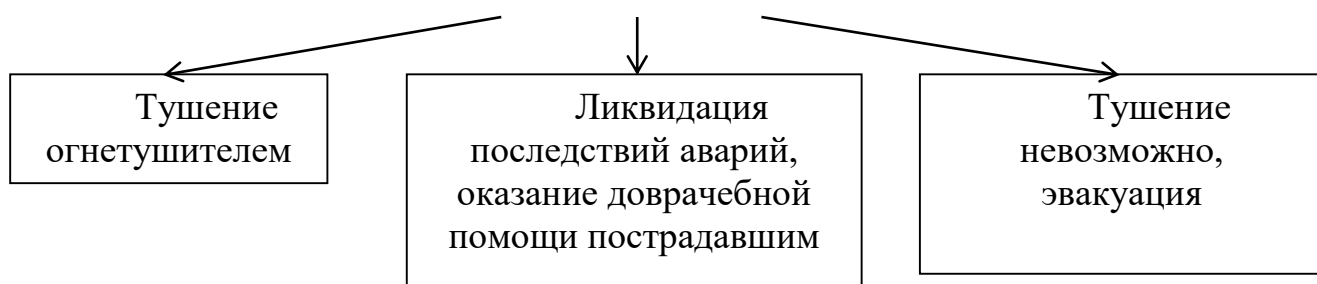 Тушение
огнетушителем
Ликвидация
последствий аварий,
оказание доврачебной
помощи пострадавшим
Тушение
невозможно,
эвакуация